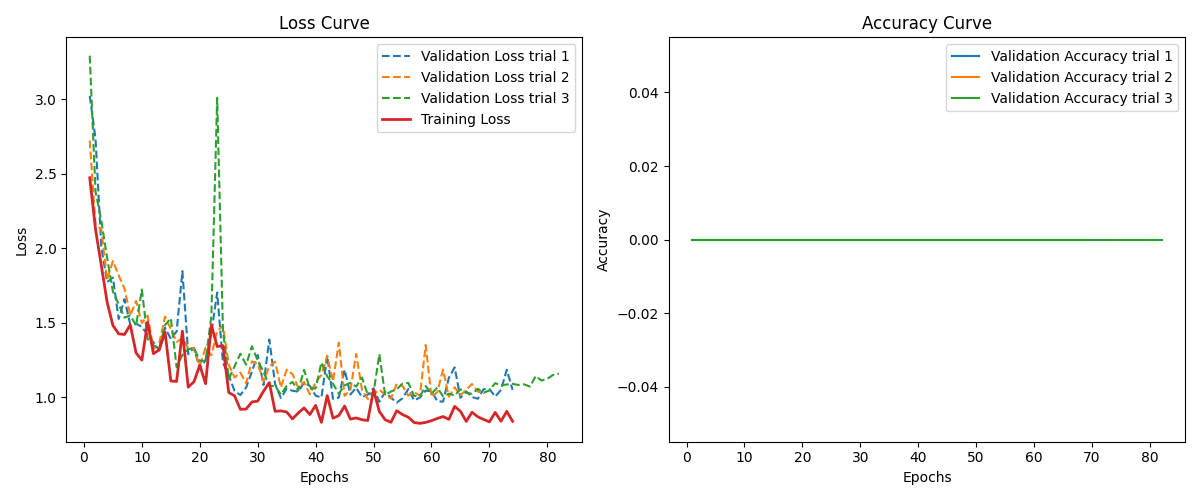 Loss Curve
Validation Loss trial 1
Validation Loss trial 2
Validation Loss trial 3
Training Loss
3.0
2.5
2.0
1.5
1.0
Loss
0 10 20 30 40 50 60 70 80
Epochs
Accuracy Curve
Validation Accuracy trial 1
Validation Accuracy trial 2
Validation Accuracy trial 3
0.04
0.02
0.00
−0.02
−0.04
Accuracy
0 10 20 30 40 50 60 70 80
Epochs